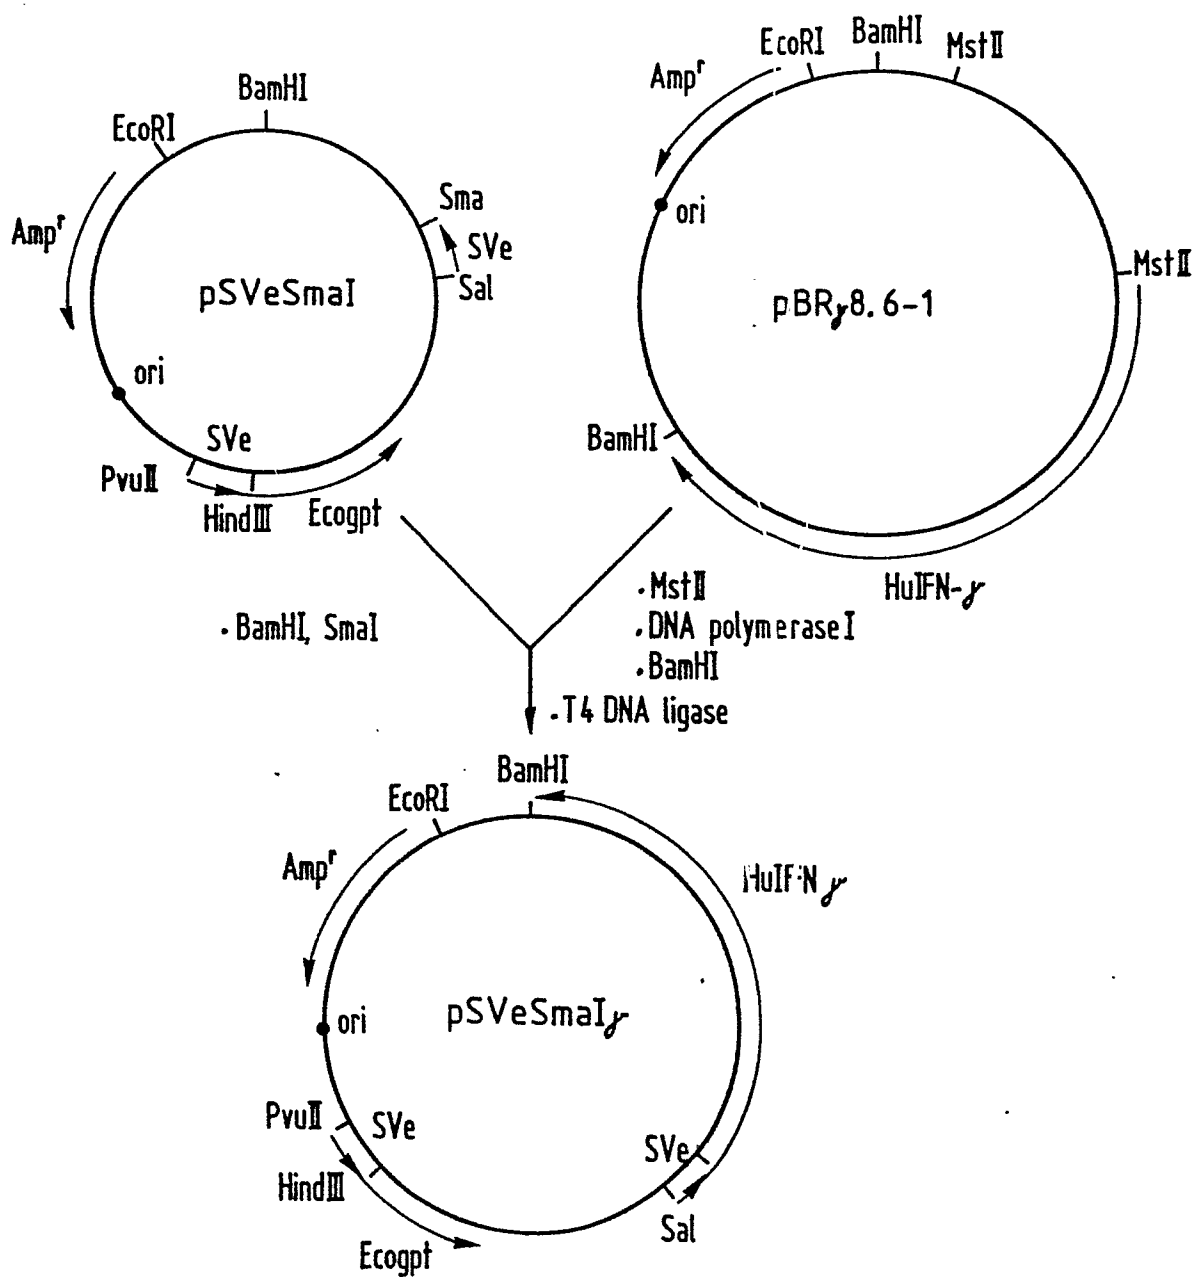 BamHI
EcoRI
Ampʳ
Sma
SVe
Sal
pSVeSmaI
ori
SVe
PvuII
HindIII
Ecogpt
EcoRI
BamHI
MstII
Ampʳ
ori
MstII
pBRγ8.6-1
BamHI
HuIFN-γ
. BamHI, SmaI
. MstII
. DNA polymerase I
. BamHI
. T4 DNA ligase
BamHI
EcoRI
Ampʳ
HuIFN γ
ori
pSVeSmaIγ
PvuII
SVe
HindIII
Ecogpt
SVe
Sal